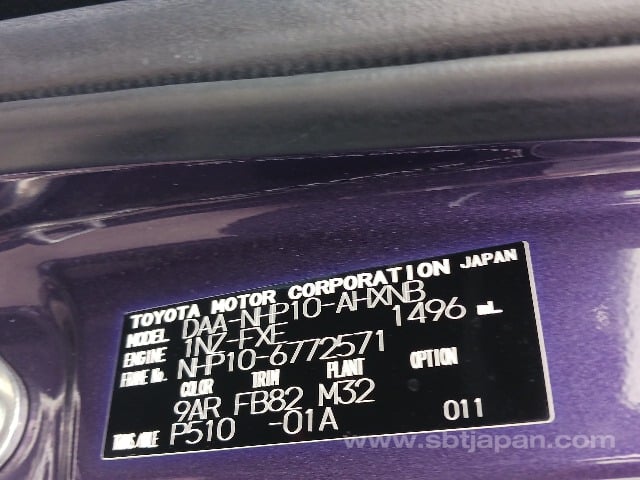 TOYOTA MOTOR CORPORATION JAPAN
MODEL DAA-NHP10-AHXNB
ENGINE 1NZ-FXE 1496 mL
FRAME No. NHP10-6772571
COLOR TRIM PLANT OPTION
9AR FB82 M32
TRANS/AXLE P510 -01A 011
www.sbtjapan.com